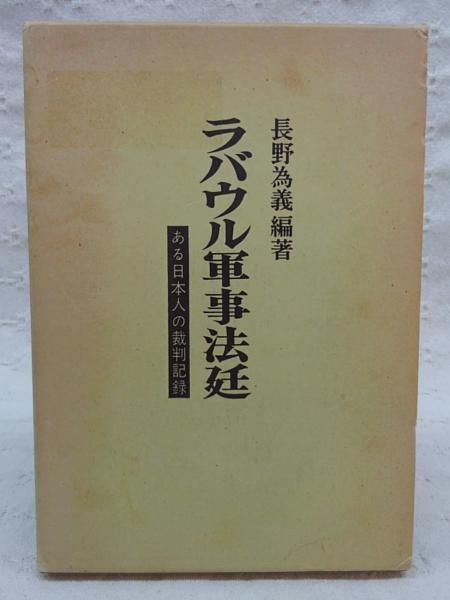 長野為義編著
ラバウル軍事法廷
ある日本人の裁判記録